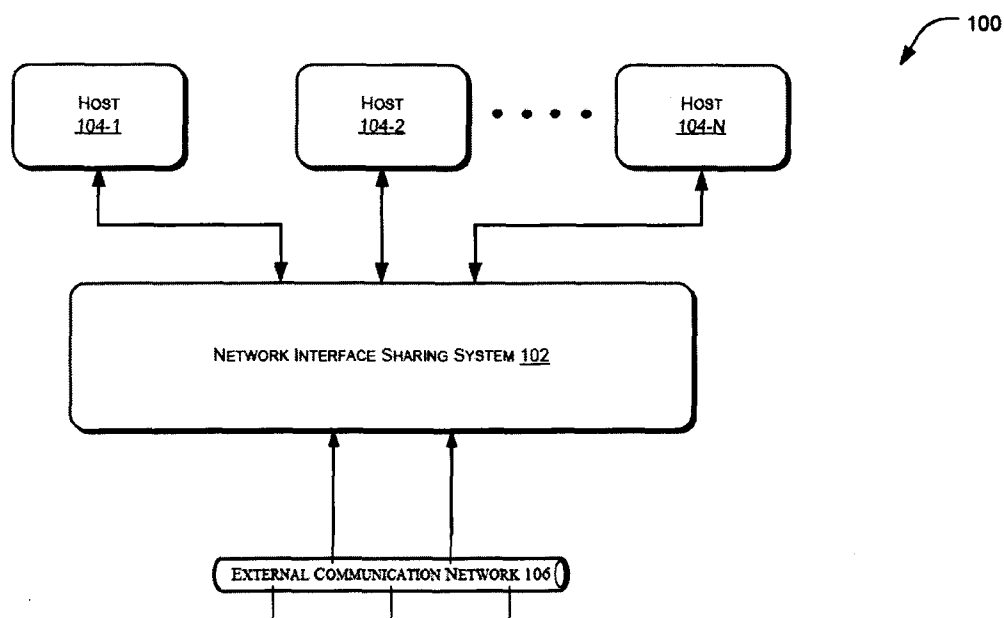 100
HOST
104-1
HOST
104-2
HOST
104-N
NETWORK INTERFACE SHARING SYSTEM 102
EXTERNAL COMMUNICATION NETWORK 106